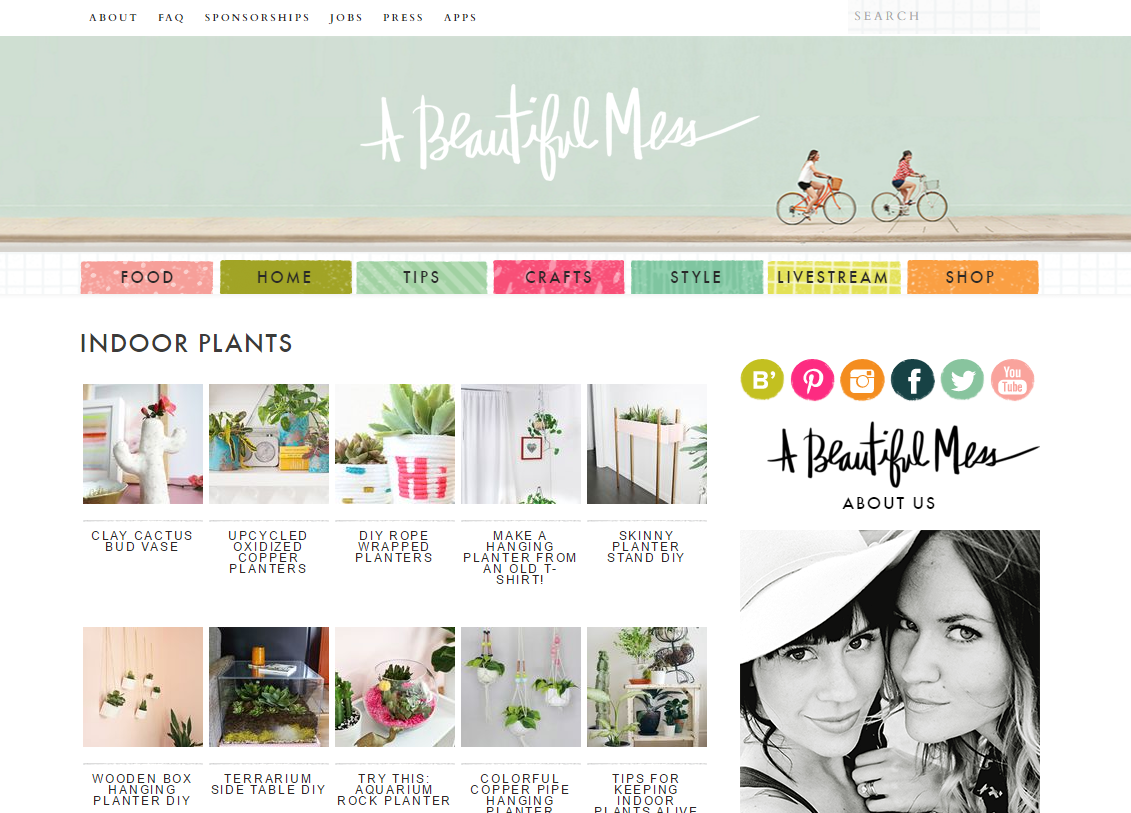 ABOUT FAQ SPONSORSHIPS JOBS PRESS APPS
SEARCH
A Beautiful Mess
FOOD HOME TIPS CRAFTS STYLE LIVESTREAM SHOP
INDOOR PLANTS
B'
You
Tube
A Beautiful Mess
ABOUT US
CLAY CACTUS
BUD VASE
UPCYCLED
OXIDIZED
COPPER
PLANTERS
DIY ROPE
WRAPPED
PLANTERS
MAKE A
HANGING
PLANTER FROM
AN OLD T-
SHIRT!
SKINNY
PLANTER
STAND DIY
WOODEN BOX
HANGING
PLANTER DIY
TERRARIUM
SIDE TABLE DIY
TRY THIS:
AQUARIUM
ROCK PLANTER
COLORFUL
COPPER PIPE
HANGING
PLANTER
TIPS FOR
KEEPING
INDOOR
PLANTS ALIVE